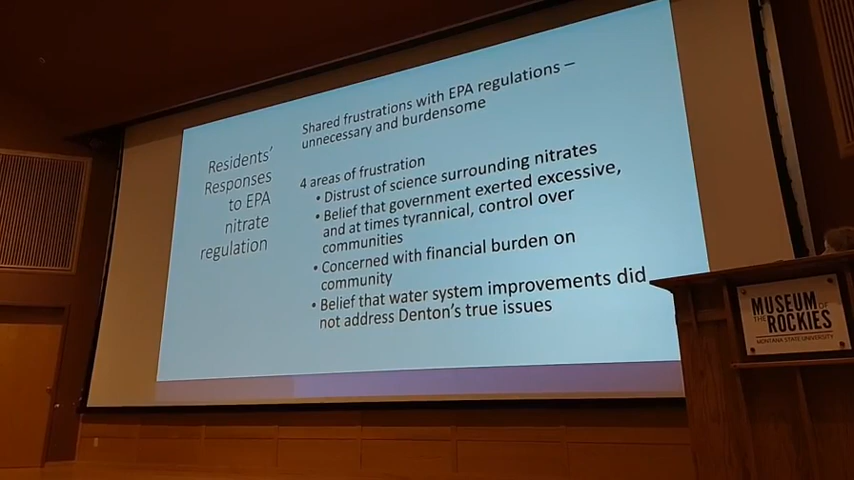 Residents'
Responses
to EPA
nitrate
regulation
Shared frustrations with EPA regulations –
unnecessary and burdensome
4 areas of frustration
• Distrust of science surrounding nitrates
• Belief that government exerted excessive,
and at times tyrannical, control over
communities
• Concerned with financial burden on
community
• Belief that water system improvements did
not address Denton's true issues
MUSEUM OF
THE ROCKIES
MONTANA STATE UNIVERSITY